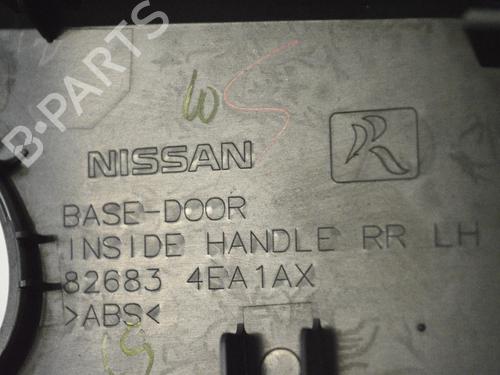 B-PARTS
NISSAN
BASE-DOOR
INSIDE HANDLE RR LH
82683 4EA1AX
>ABS<